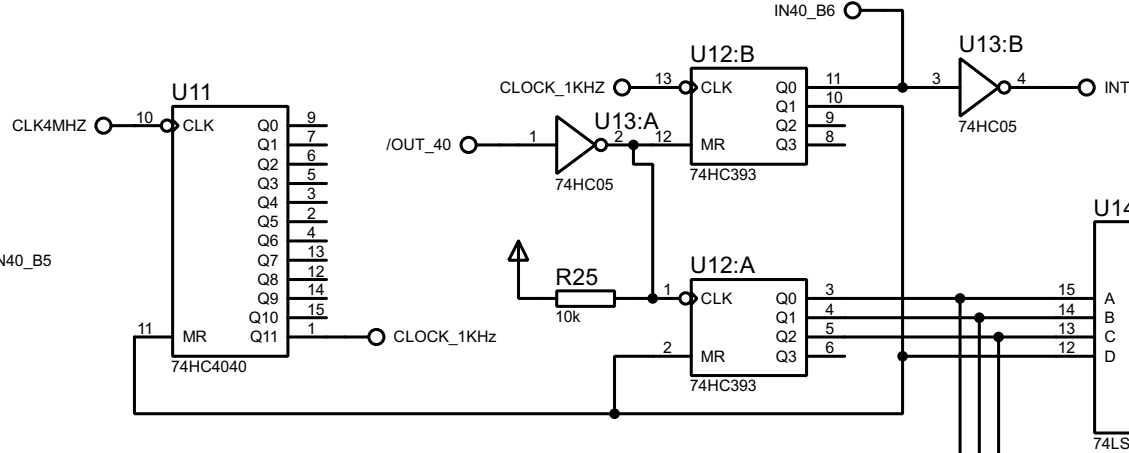 IN40_B6
U13:B
3
4
INT
74HC05
U12:B
CLOCK_1KHZ
13
CLK
MR
12
Q0
Q1
Q2
Q3
11
10
9
8
74HC393
U13:A
/OUT_40
1
2
74HC05
U11
CLK4MHZ
10
CLK
11
MR
Q0
Q1
Q2
Q3
Q4
Q5
Q6
Q7
Q8
Q9
Q10
Q11
9
7
6
5
3
2
4
13
12
14
15
1
CLOCK_1KHz
74HC4040
40_B5
R25
10k
U12:A
1
CLK
2
MR
Q0
Q1
Q2
Q3
3
4
5
6
74HC393
U14
15
14
13
12
A
B
C
D
74LS